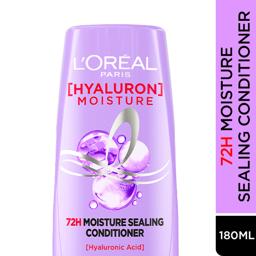 L'ORÉAL
PARIS
[HYALURON]
MOISTURE
72H MOISTURE SEALING
CONDITIONER
[Hyaluronic Acid]
72H MOISTURE
SEALING CONDITIONER
180ML